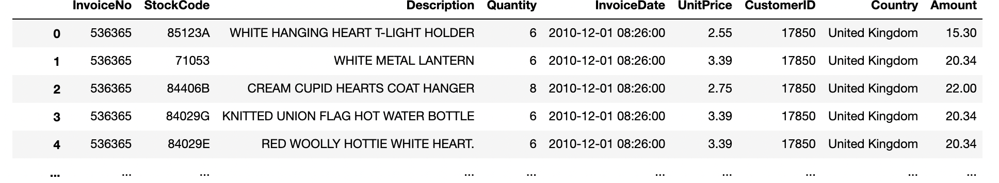 InvoiceNo StockCode Description Quantity InvoiceDate UnitPrice CustomerID Country Amount
0 536365 85123A WHITE HANGING HEART T-LIGHT HOLDER 6 2010-12-01 08:26:00 2.55 17850 United Kingdom 15.30
1 536365 71053 WHITE METAL LANTERN 6 2010-12-01 08:26:00 3.39 17850 United Kingdom 20.34
2 536365 84406B CREAM CUPID HEARTS COAT HANGER 8 2010-12-01 08:26:00 2.75 17850 United Kingdom 22.00
3 536365 84029G KNITTED UNION FLAG HOT WATER BOTTLE 6 2010-12-01 08:26:00 3.39 17850 United Kingdom 20.34
4 536365 84029E RED WOOLLY HOTTIE WHITE HEART. 6 2010-12-01 08:26:00 3.39 17850 United Kingdom 20.34
... ... ... ... ... ... ... ... ... ...